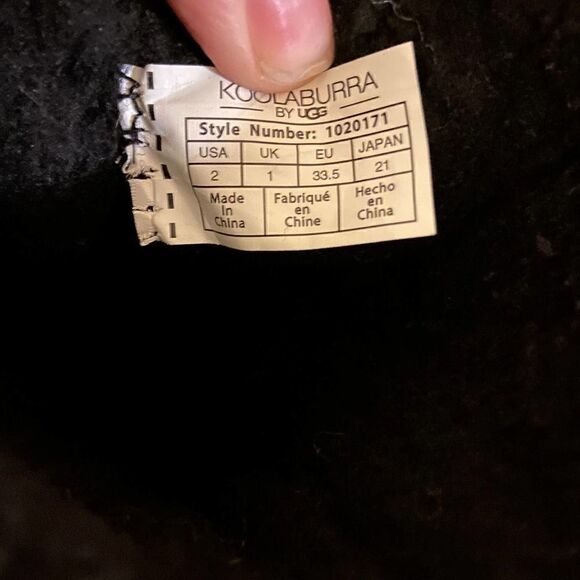 KOOLABURRA
BY UGG
Style Number: 1020171
USA UK EU JAPAN
2 1 33.5 21
Made in China
Fabriqué en Chine
Hecho en China